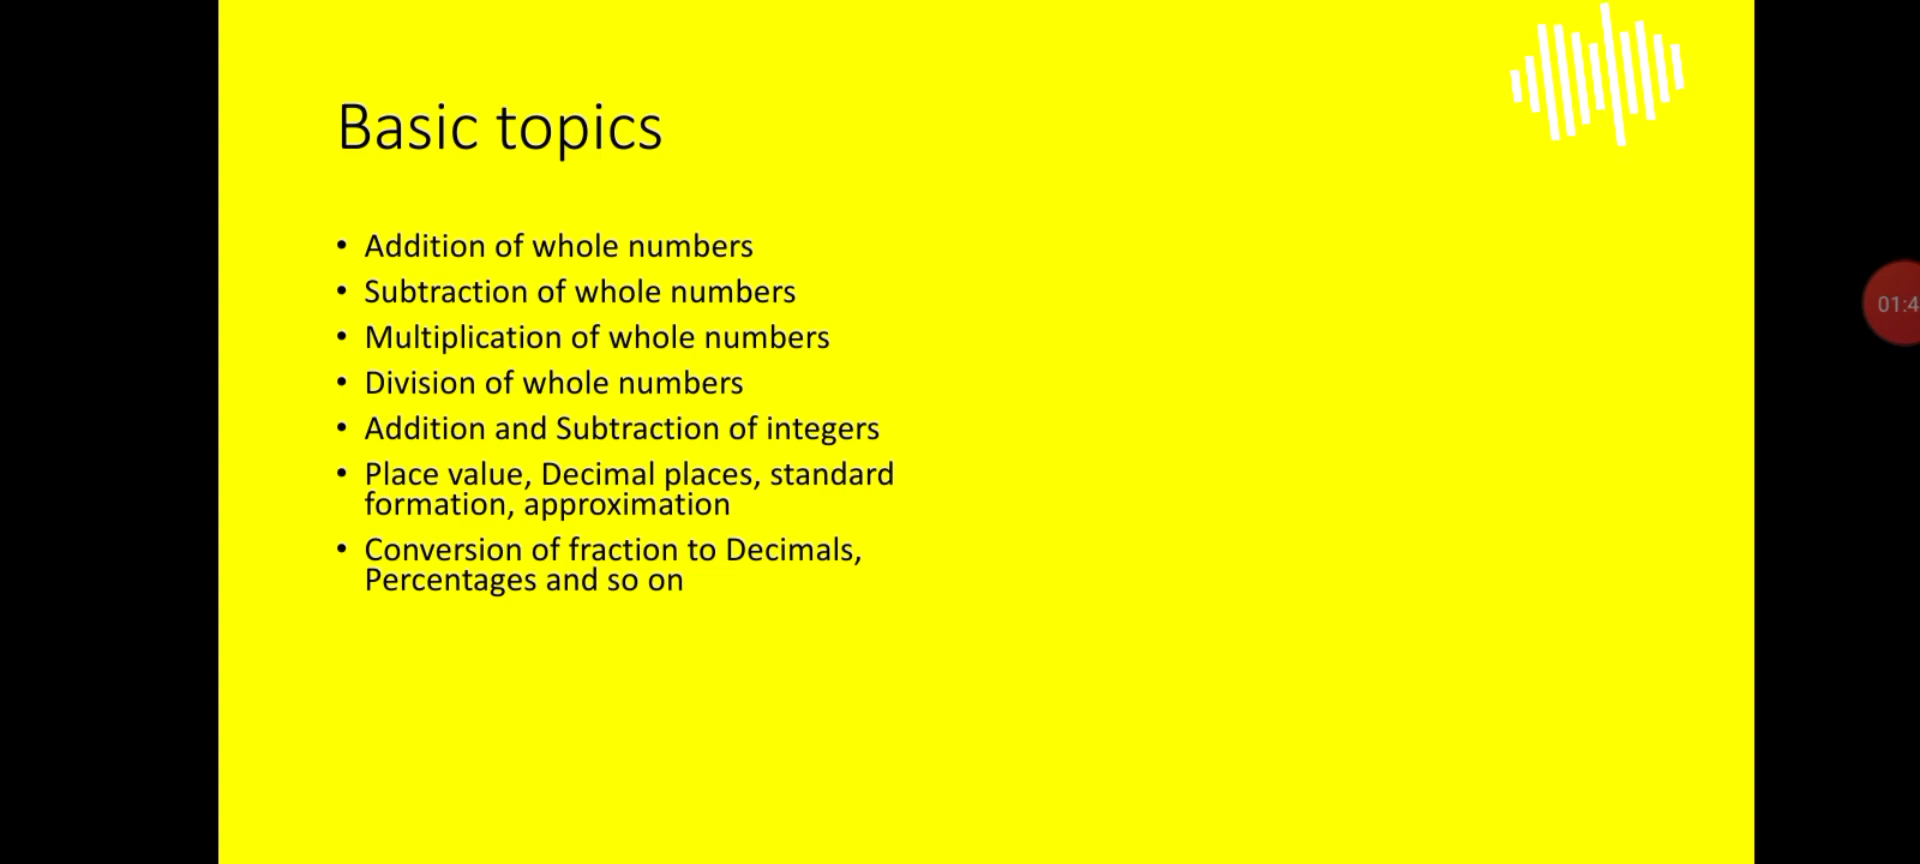 Basic topics
• Addition of whole numbers
• Subtraction of whole numbers
• Multiplication of whole numbers
• Division of whole numbers
• Addition and Subtraction of integers
• Place value, Decimal places, standard
formation, approximation
• Conversion of fraction to Decimals,
Percentages and so on
01:4